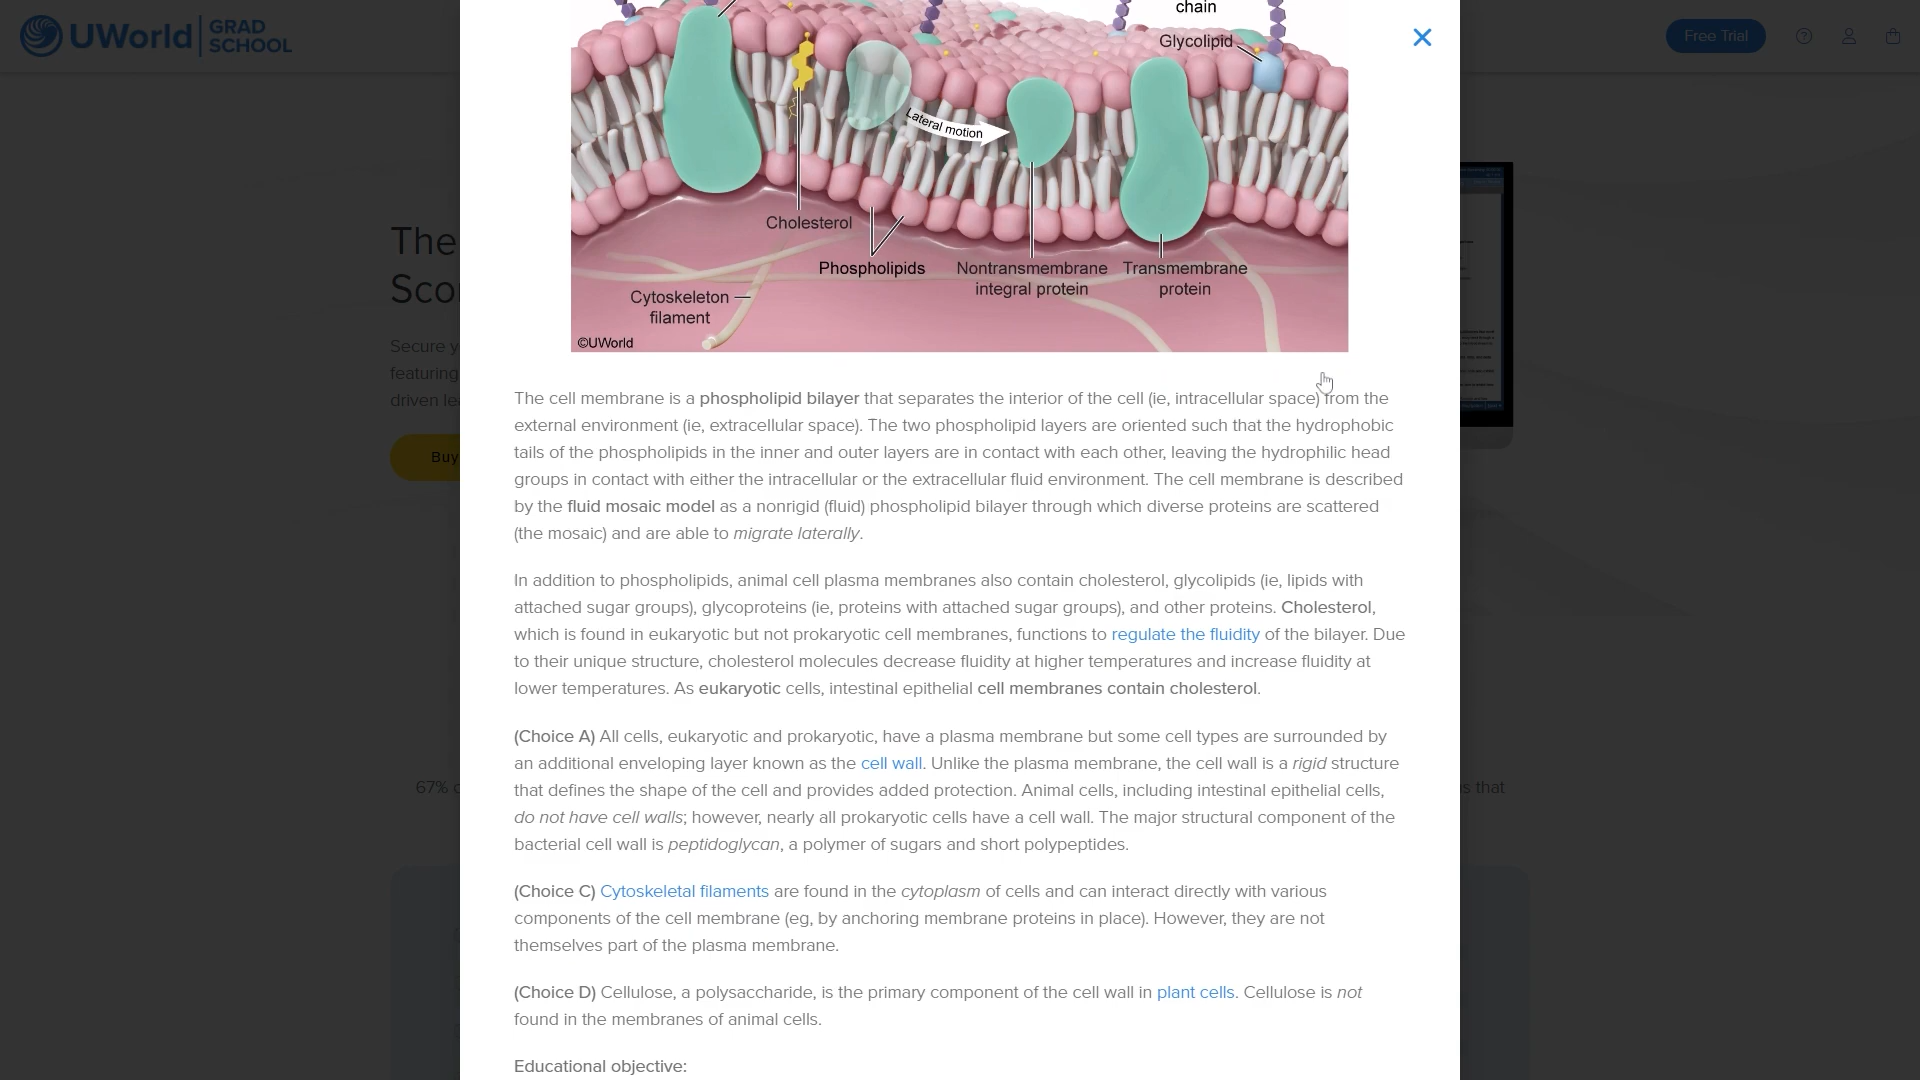 UWorld
GRAD
SCHOOL
Free Trial
chain
Glycolipid
Lateral motion
Cholesterol
Phospholipids
Nontransmembrane
integral protein
Transmembrane
protein
Cytoskeleton
filament
©UWorld
The
Sco
Secure y
featuring
driven le
Buy
67%
s that
The cell membrane is a phospholipid bilayer that separates the interior of the cell (ie, intracellular space) from the
external environment (ie, extracellular space). The two phospholipid layers are oriented such that the hydrophobic
tails of the phospholipids in the inner and outer layers are in contact with each other, leaving the hydrophilic head
groups in contact with either the intracellular or the extracellular fluid environment. The cell membrane is described
by the fluid mosaic model as a nonrigid (fluid) phospholipid bilayer through which diverse proteins are scattered
(the mosaic) and are able to migrate laterally.
In addition to phospholipids, animal cell plasma membranes also contain cholesterol, glycolipids (ie, lipids with
attached sugar groups), glycoproteins (ie, proteins with attached sugar groups), and other proteins. Cholesterol,
which is found in eukaryotic but not prokaryotic cell membranes, functions to regulate the fluidity of the bilayer. Due
to their unique structure, cholesterol molecules decrease fluidity at higher temperatures and increase fluidity at
lower temperatures. As eukaryotic cells, intestinal epithelial cell membranes contain cholesterol.
(Choice A) All cells, eukaryotic and prokaryotic, have a plasma membrane but some cell types are surrounded by
an additional enveloping layer known as the cell wall. Unlike the plasma membrane, the cell wall is a rigid structure
that defines the shape of the cell and provides added protection. Animal cells, including intestinal epithelial cells,
do not have cell walls; however, nearly all prokaryotic cells have a cell wall. The major structural component of the
bacterial cell wall is peptidoglycan, a polymer of sugars and short polypeptides.
(Choice C) Cytoskeletal filaments are found in the cytoplasm of cells and can interact directly with various
components of the cell membrane (eg, by anchoring membrane proteins in place). However, they are not
themselves part of the plasma membrane.
(Choice D) Cellulose, a polysaccharide, is the primary component of the cell wall in plant cells. Cellulose is not
found in the membranes of animal cells.
Educational objective: